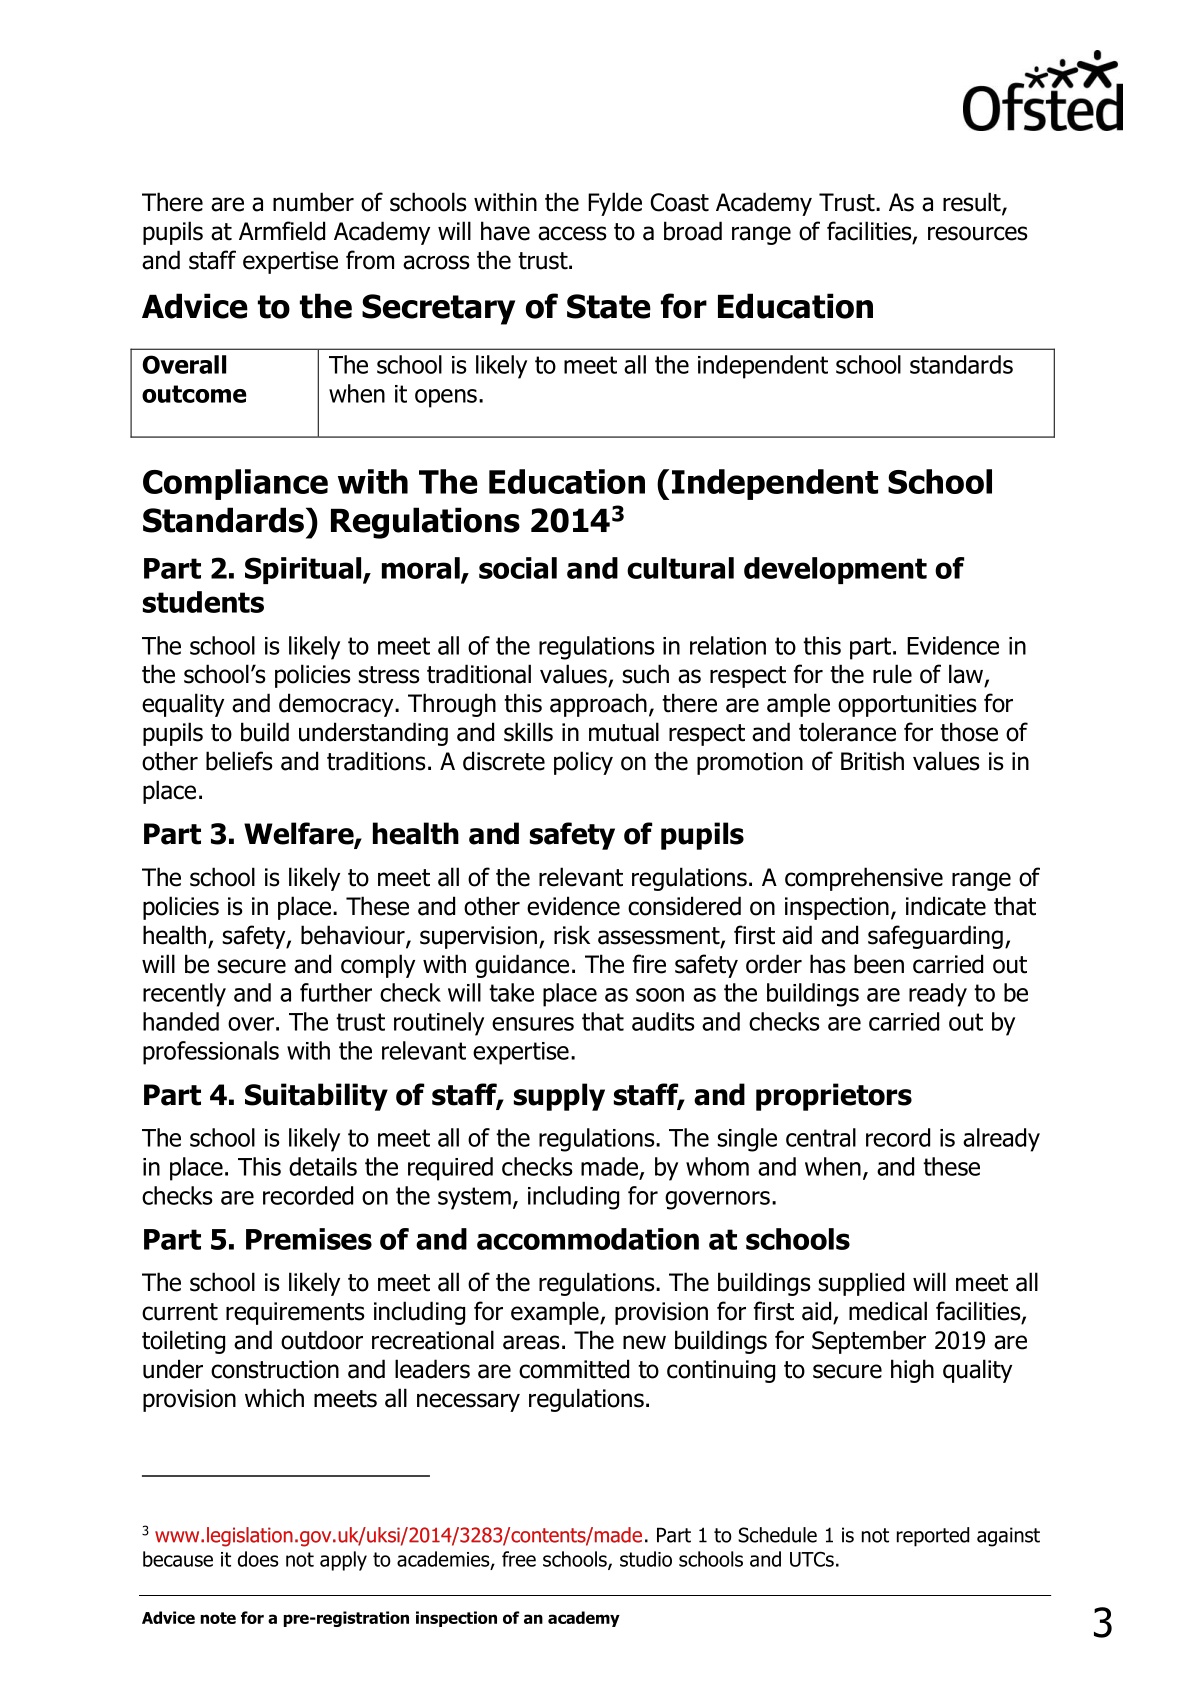 Ofsted
There are a number of schools within the Fylde Coast Academy Trust. As a result,
pupils at Armfield Academy will have access to a broad range of facilities, resources
and staff expertise from across the trust.
Advice to the Secretary of State for Education
Overall
outcome
The school is likely to meet all the independent school standards
when it opens.
Compliance with The Education (Independent School
Standards) Regulations 2014³
Part 2. Spiritual, moral, social and cultural development of
students
The school is likely to meet all of the regulations in relation to this part. Evidence in
the school’s policies stress traditional values, such as respect for the rule of law,
equality and democracy. Through this approach, there are ample opportunities for
pupils to build understanding and skills in mutual respect and tolerance for those of
other beliefs and traditions. A discrete policy on the promotion of British values is in
place.
Part 3. Welfare, health and safety of pupils
The school is likely to meet all of the relevant regulations. A comprehensive range of
policies is in place. These and other evidence considered on inspection, indicate that
health, safety, behaviour, supervision, risk assessment, first aid and safeguarding,
will be secure and comply with guidance. The fire safety order has been carried out
recently and a further check will take place as soon as the buildings are ready to be
handed over. The trust routinely ensures that audits and checks are carried out by
professionals with the relevant expertise.
Part 4. Suitability of staff, supply staff, and proprietors
The school is likely to meet all of the regulations. The single central record is already
in place. This details the required checks made, by whom and when, and these
checks are recorded on the system, including for governors.
Part 5. Premises of and accommodation at schools
The school is likely to meet all of the regulations. The buildings supplied will meet all
current requirements including for example, provision for first aid, medical facilities,
toileting and outdoor recreational areas. The new buildings for September 2019 are
under construction and leaders are committed to continuing to secure high quality
provision which meets all necessary regulations.
³ www.legislation.gov.uk/uksi/2014/3283/contents/made. Part 1 to Schedule 1 is not reported against
because it does not apply to academies, free schools, studio schools and UTCs.
Advice note for a pre-registration inspection of an academy
3